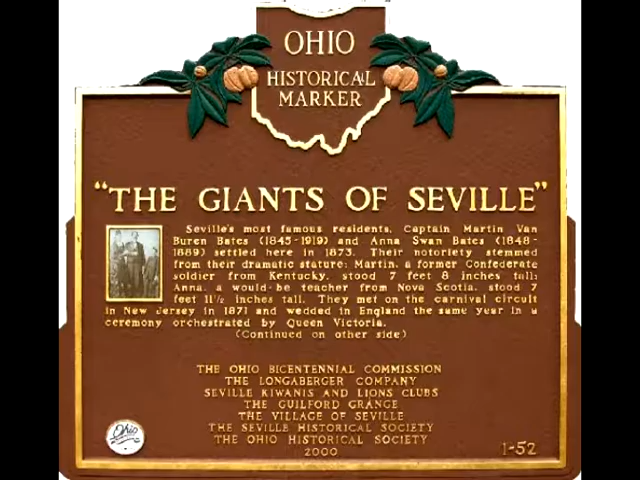 OHIO
HISTORICAL
MARKER
"THE GIANTS OF SEVILLE"
Seville's most famous residents, Captain Martin Van
Buren Bates (1845-1919) and Anna Swan Bates (1848-
1889) settled here in 1873. Their notoriety stemmed
from their dramatic stature: Martin, a former Confederate
soldier from Kentucky, stood 7 feet 8 inches tall;
Anna, a would-be teacher from Nova Scotia, stood 7
feet 11½ inches tall. They met on the carnival circuit
in New Jersey in 1871 and wedded in England the same year in a
ceremony orchestrated by Queen Victoria.
(Continued on other side)
THE OHIO BICENTENNIAL COMMISSION
THE LONGABERGER COMPANY
SEVILLE KIWANIS AND LIONS CLUBS
THE GUILFORD GRANGE
THE VILLAGE OF SEVILLE
THE SEVILLE HISTORICAL SOCIETY
THE OHIO HISTORICAL SOCIETY
2000
Ohio
1-52